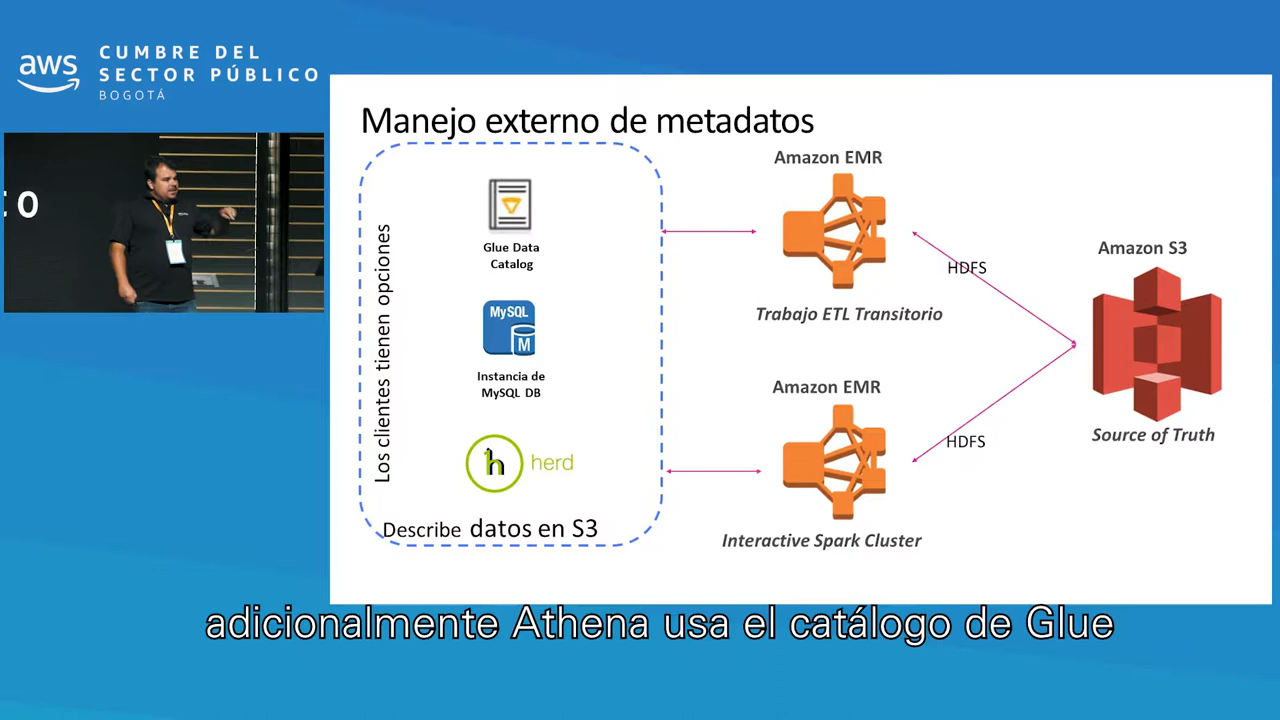 aws
CUMBRE DEL
SECTOR PÚBLICO
BOGOTÁ
Manejo externo de metadatos
Los clientes tienen opciones
Glue Data
Catalog
MySQL
M
Instancia de
MySQL DB
h herd
Describe datos en S3
Amazon EMR
Trabajo ETL Transitorio
Amazon EMR
Interactive Spark Cluster
HDFS
HDFS
Amazon S3
Source of Truth
co
adicionalmente Athena usa el catálogo de Glue